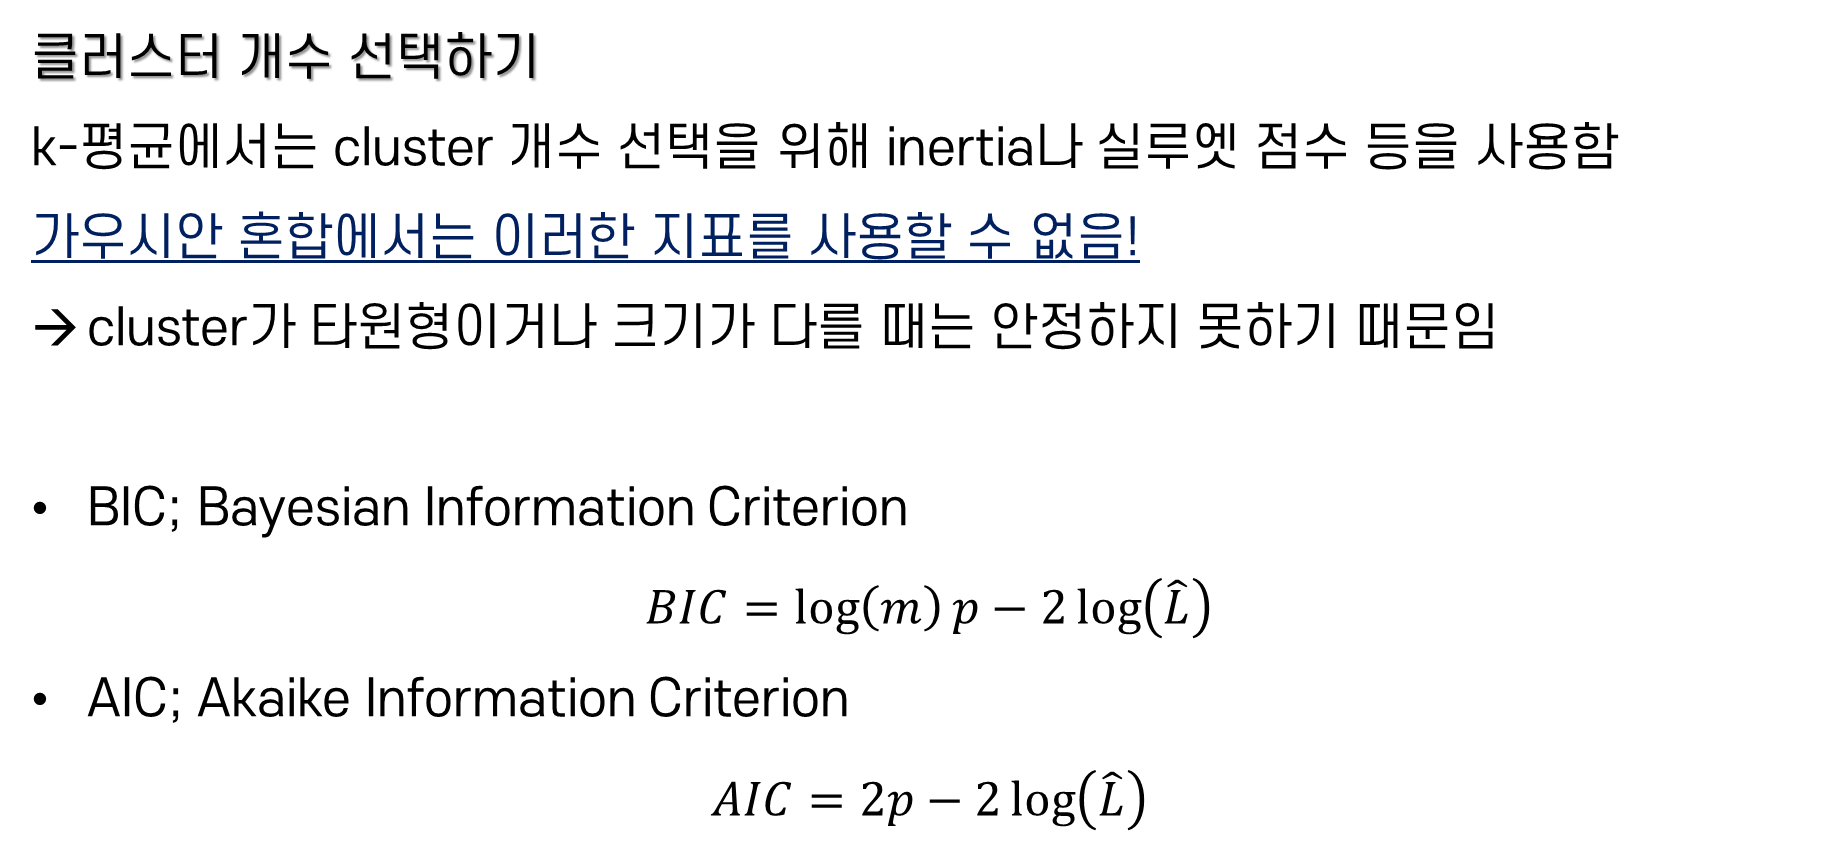 클러스터 개수 선택하기
k-평균에서는 cluster 개수 선택을 위해 inertia나 실루엣 점수 등을 사용함
가우시안 혼합에서는 이러한 지표를 사용할 수 없음!
→ cluster가 타원형이거나 크기가 다를 때는 안정하지 못하기 때문임
• BIC; Bayesian Information Criterion
BIC = log(m) p − 2 log(L̂)
• AIC; Akaike Information Criterion
AIC = 2p − 2 log(L̂)